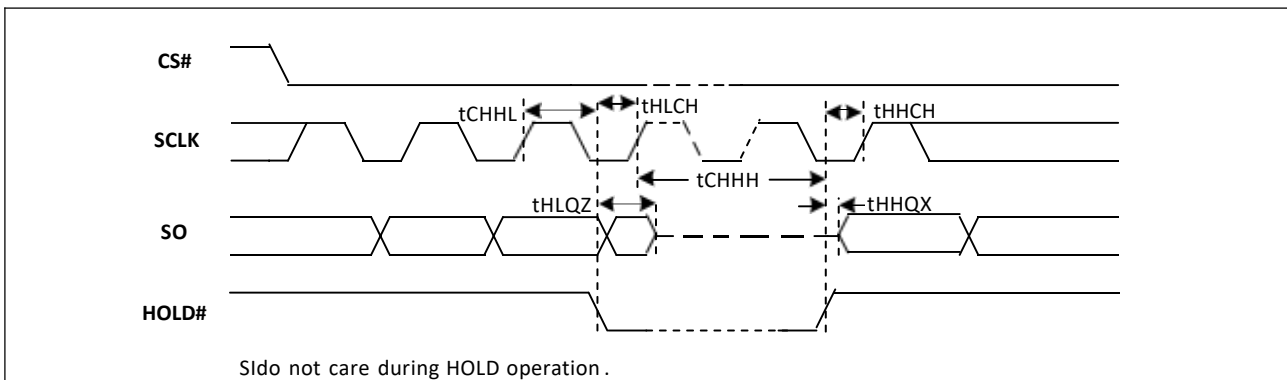 CS#
tCHHL
tHLCH
tHHCH
SCLK
tCHHH
tHLQZ
tHHQX
SO
HOLD#
SIdo not care during HOLD operation .